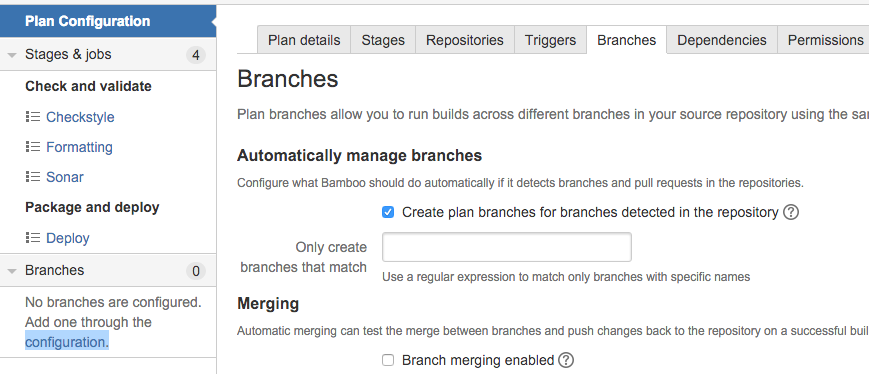 Plan Configuration
Stages & jobs 4
Check and validate
Checkstyle
Formatting
Sonar
Package and deploy
Deploy
Branches 0
No branches are configured.
Add one through the
configuration.
Plan details Stages Repositories Triggers Branches Dependencies Permissions
Branches
Plan branches allow you to run builds across different branches in your source repository using the
Automatically manage branches
Configure what Bamboo should do automatically if it detects branches and pull requests in the repositories.
Create plan branches for branches detected in the repository ?
Only create
branches that match
Use a regular expression to match only branches with specific names
Merging
Automatic merging can test the merge between branches and push changes back to the repository on a successful
Branch merging enabled ?